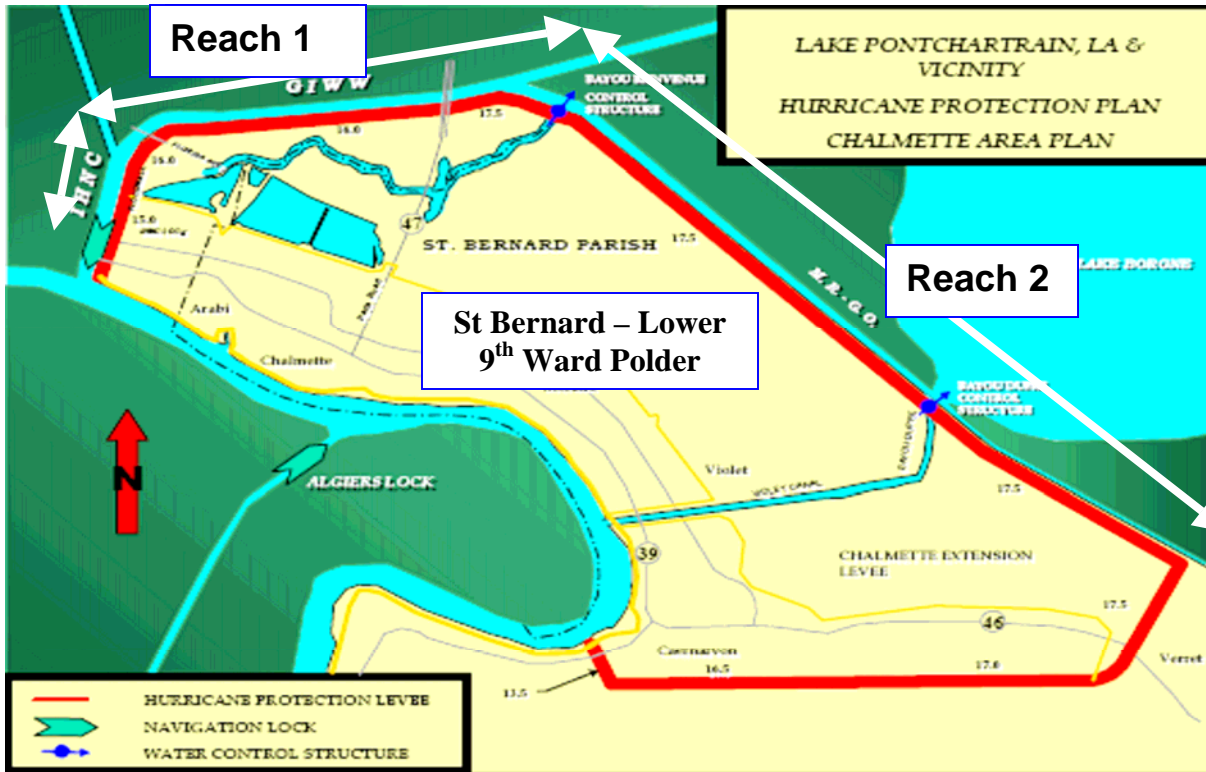 Reach 1
LAKE PONTCHARTRAIN, LA &
VICINITY
HURRICANE PROTECTION PLAN
CHALMETTE AREA PLAN
GIWW
BAYOU BIENVENUE
CONTROL
STRUCTURE
17.5
16.0
16.0
IHNC
15.0
47
ST. BERNARD PARISH
17.5
M.R.-G.O.
LAKE BORGNE
Reach 2
St Bernard – Lower
9th Ward Polder
Arabi
Chalmette
BAYOU DUPRE
CONTROL
STRUCTURE
N
ALGIERS LOCK
Violet
VIOLET CANAL
17.5
39
CHALMETTE EXTENSION
LEVEE
17.5
46
Caernarvon
16.5
17.0
Verret
13.5
HURRICANE PROTECTION LEVEE
NAVIGATION LOCK
WATER CONTROL STRUCTURE